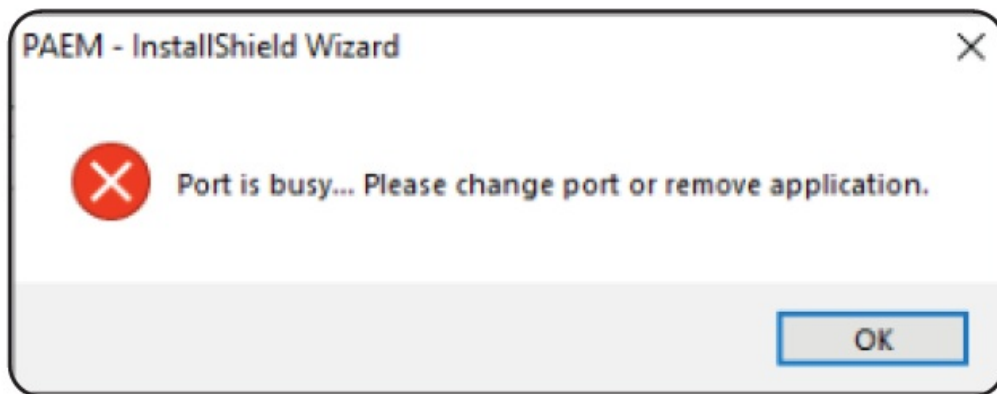 PAEM - InstallShield Wizard
Port is busy... Please change port or remove application.
OK